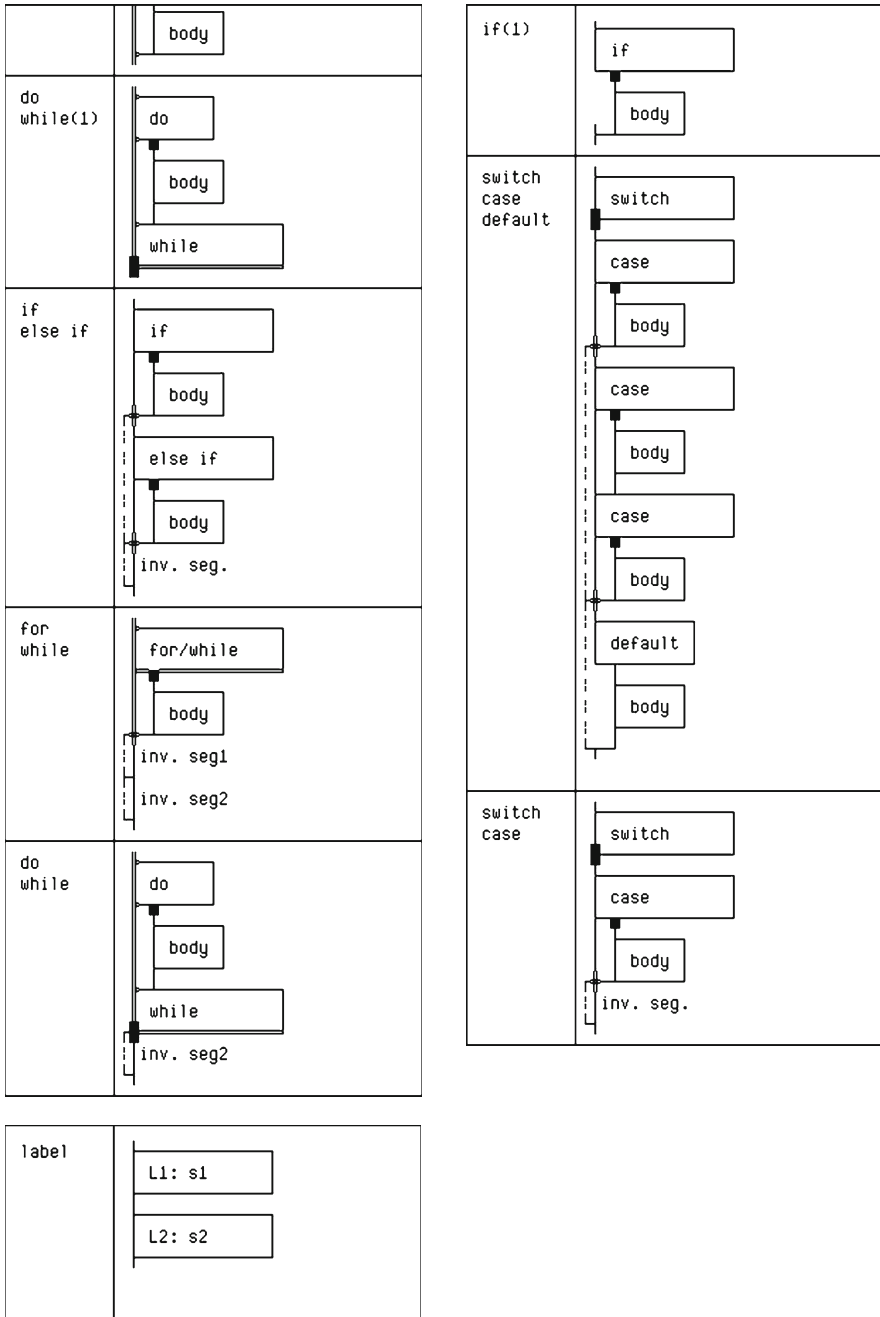 body
do
while(1)
do
body
while
if
else if
if
body
else if
body
inv. seg.
for
while
for/while
body
inv. seg1
inv. seg2
do
while
do
body
while
inv. seg2
label
L1: s1
L2: s2
if(1)
if
body
switch
case
default
switch
case
body
case
body
case
body
default
body
switch
case
switch
case
body
inv. seg.